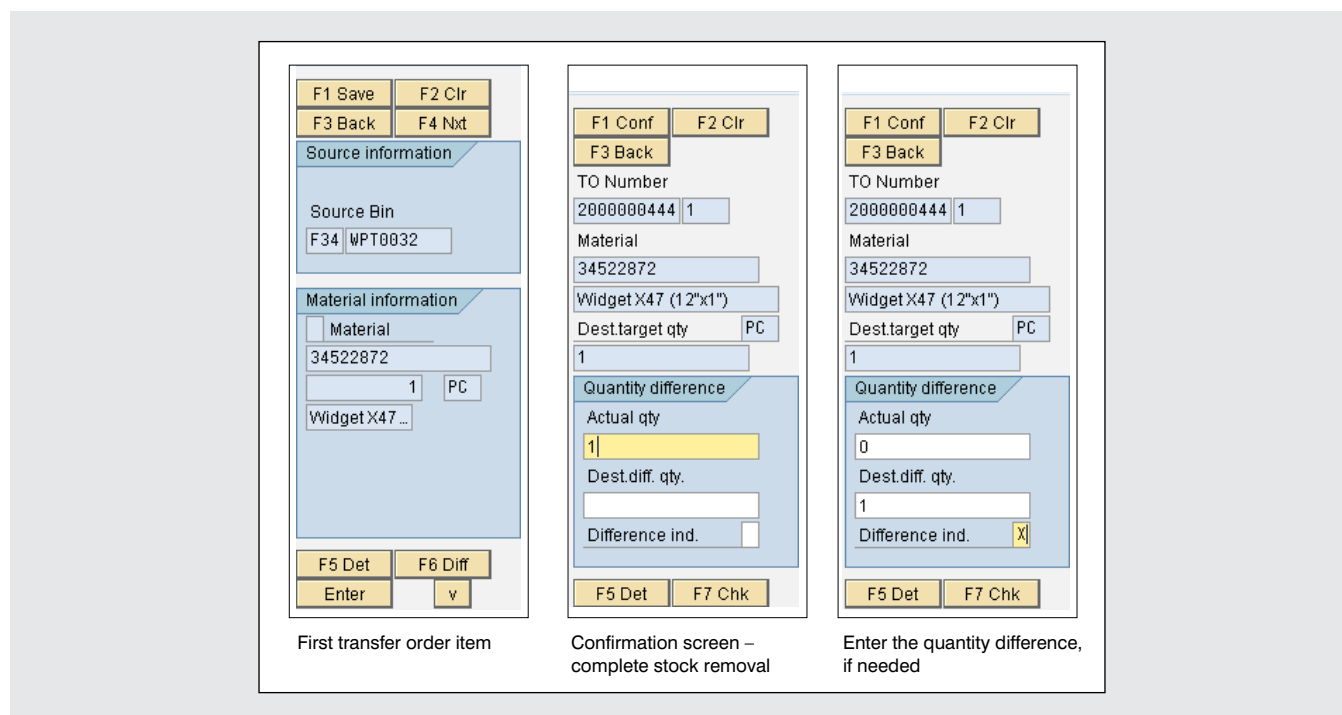 F1 Save F2 Clr
F3 Back F4 Nxt
Source information
Source Bin
F34 WPT0032
Material information
Material
34522872
1 PC
Widget X47 ...
F5 Det F6 Diff
Enter v
First transfer order item
F1 Conf F2 Clr
F3 Back
TO Number
2000000444 1
Material
34522872
Widget X47 (12"x1")
Dest.target qty PC
1
Quantity difference
Actual qty
1
Dest.diff. qty.
Difference ind.
F5 Det F7 Chk
Confirmation screen –
complete stock removal
F1 Conf F2 Clr
F3 Back
TO Number
2000000444 1
Material
34522872
Widget X47 (12"x1")
Dest.target qty PC
1
Quantity difference
Actual qty
0
Dest.diff. qty.
1
Difference ind. X
F5 Det F7 Chk
Enter the quantity difference,
if needed